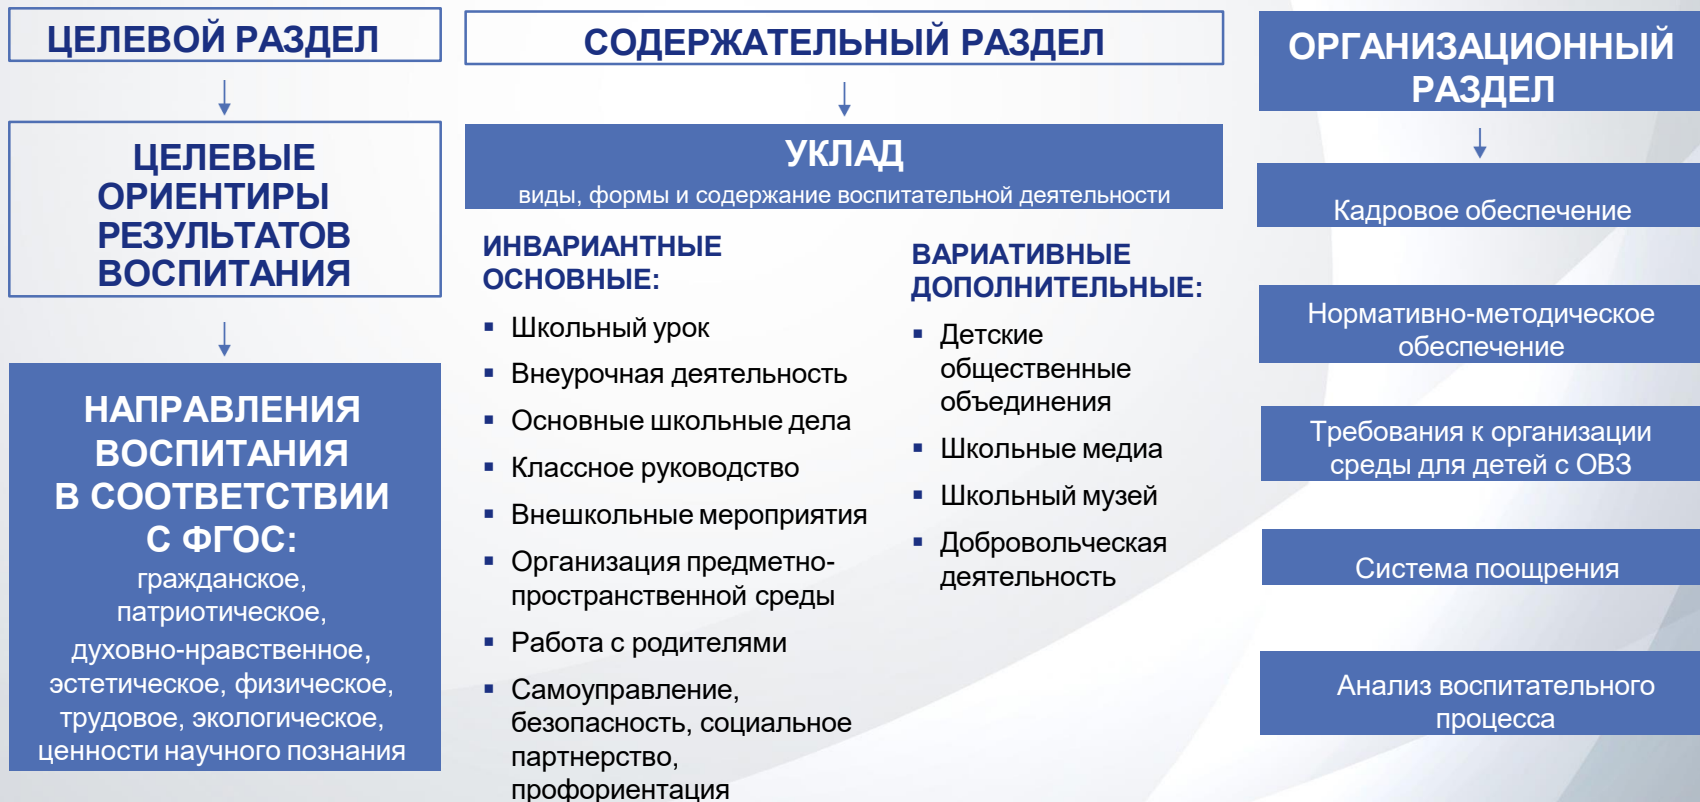 ЦЕЛЕВОЙ РАЗДЕЛ
ЦЕЛЕВЫЕ
ОРИЕНТИРЫ
РЕЗУЛЬТАТОВ
ВОСПИТАНИЯ
НАПРАВЛЕНИЯ
ВОСПИТАНИЯ
В СООТВЕТСТВИИ
С ФГОС:
гражданское,
патриотическое,
духовно-нравственное,
эстетическое, физическое,
трудовое, экологическое,
ценности научного познания
СОДЕРЖАТЕЛЬНЫЙ РАЗДЕЛ
УКЛАД
виды, формы и содержание воспитательной деятельности
ИНВАРИАНТНЫЕ
ОСНОВНЫЕ:
▪ Школьный урок
▪ Внеурочная деятельность
▪ Основные школьные дела
▪ Классное руководство
▪ Внешкольные мероприятия
▪ Организация предметно-
пространственной среды
▪ Работа с родителями
▪ Самоуправление,
безопасность, социальное
партнерство,
профориентация
ВАРИАТИВНЫЕ
ДОПОЛНИТЕЛЬНЫЕ:
▪ Детские
общественные
объединения
▪ Школьные медиа
▪ Школьный музей
▪ Добровольческая
деятельность
ОРГАНИЗАЦИОННЫЙ
РАЗДЕЛ
Кадровое обеспечение
Нормативно-методическое
обеспечение
Требования к организации
среды для детей с ОВЗ
Система поощрения
Анализ воспитательного
процесса